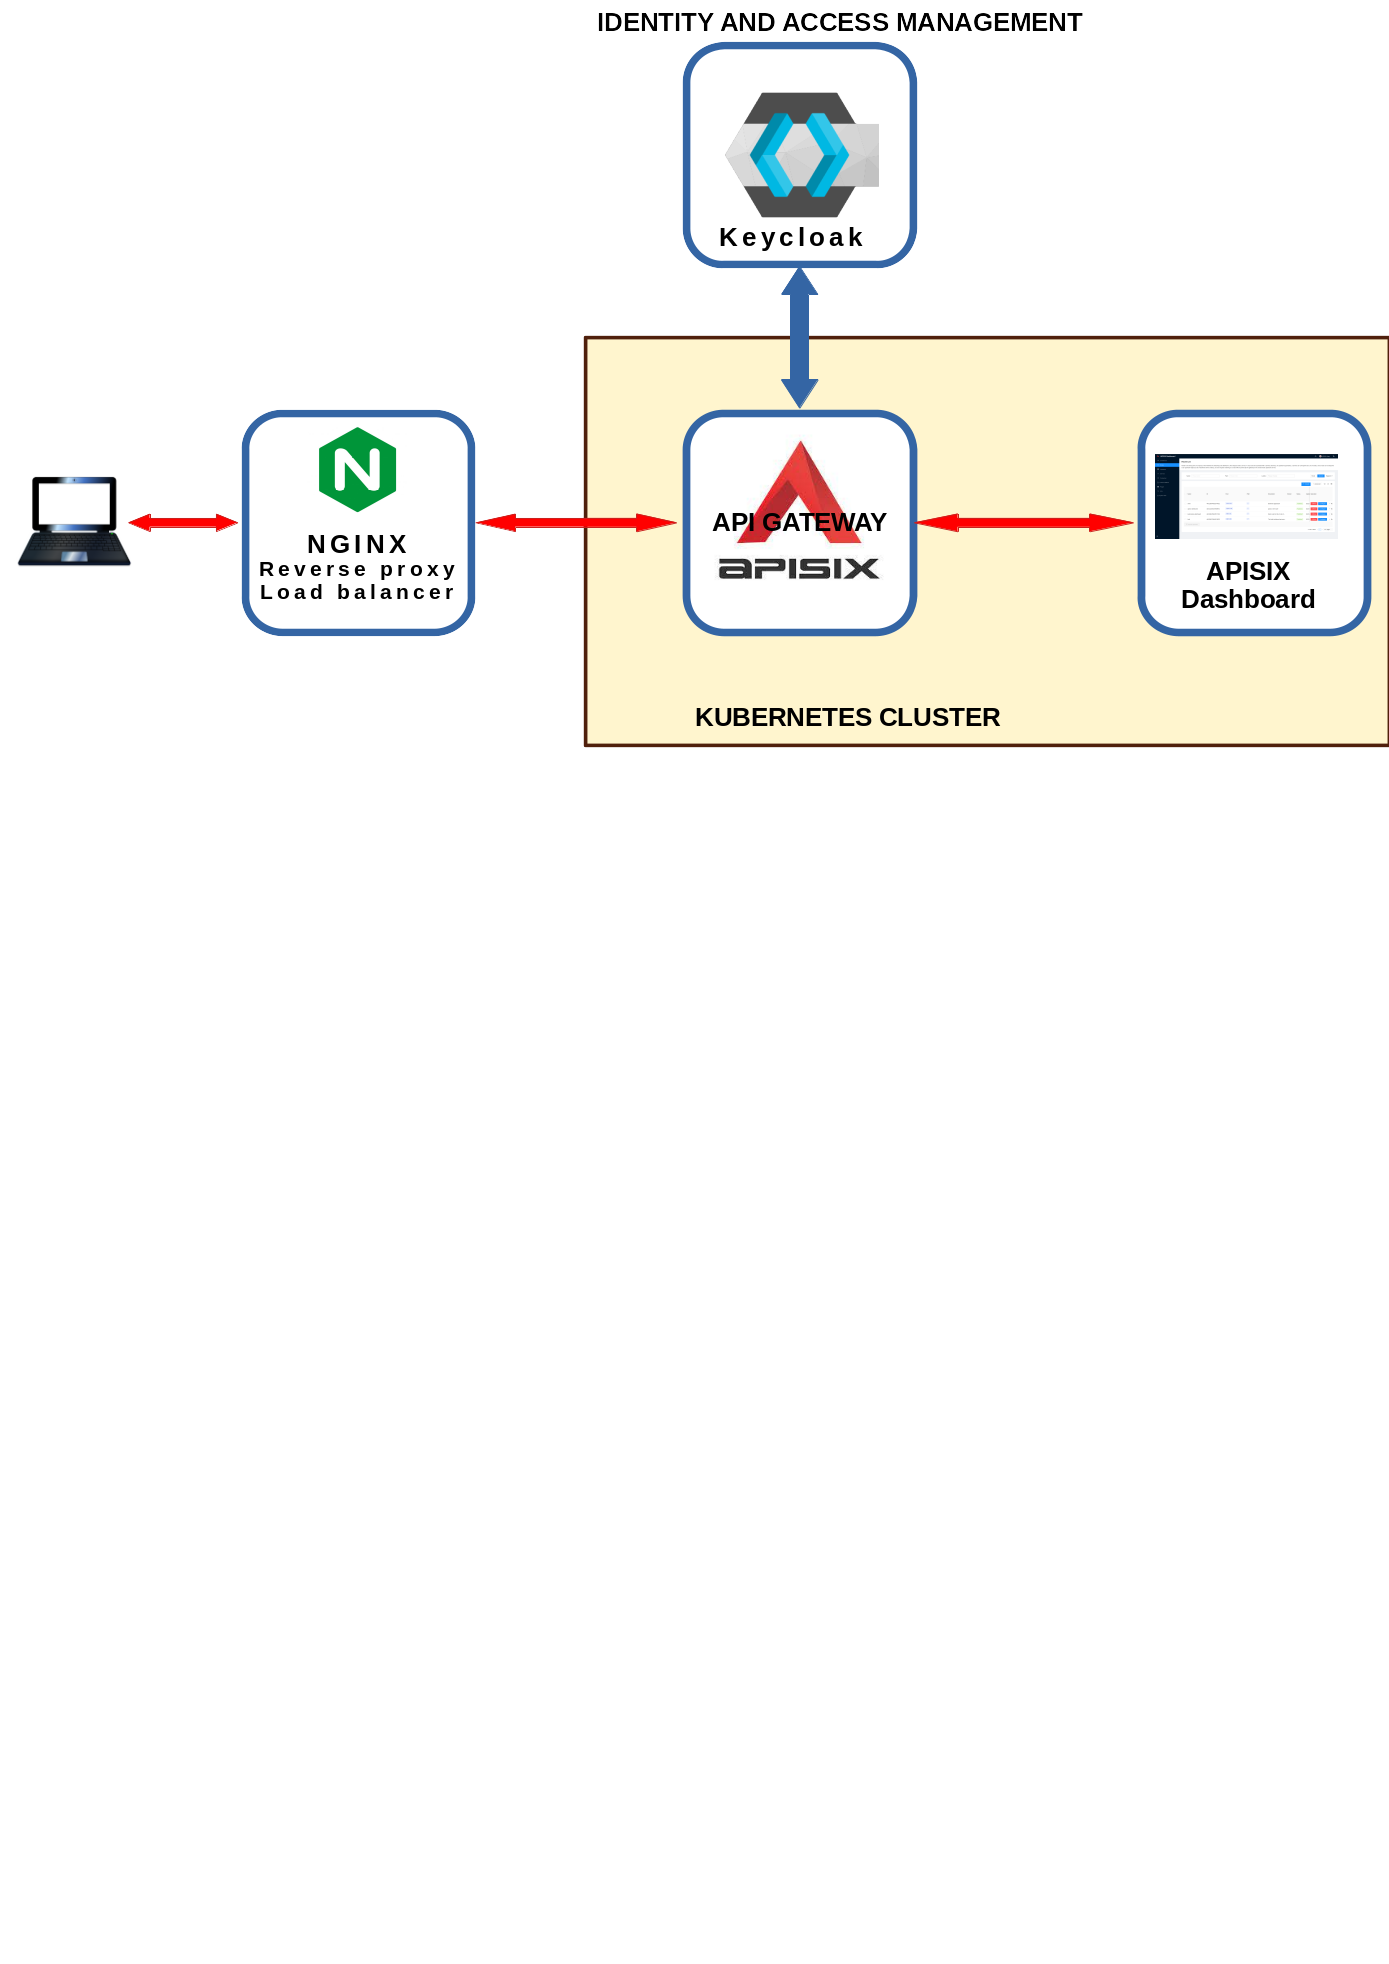 IDENTITY AND ACCESS MANAGEMENT
Keycloak
NGINX
Reverse proxy
Load balancer
API GATEWAY
APISIX
APISIX
Dashboard
KUBERNETES CLUSTER